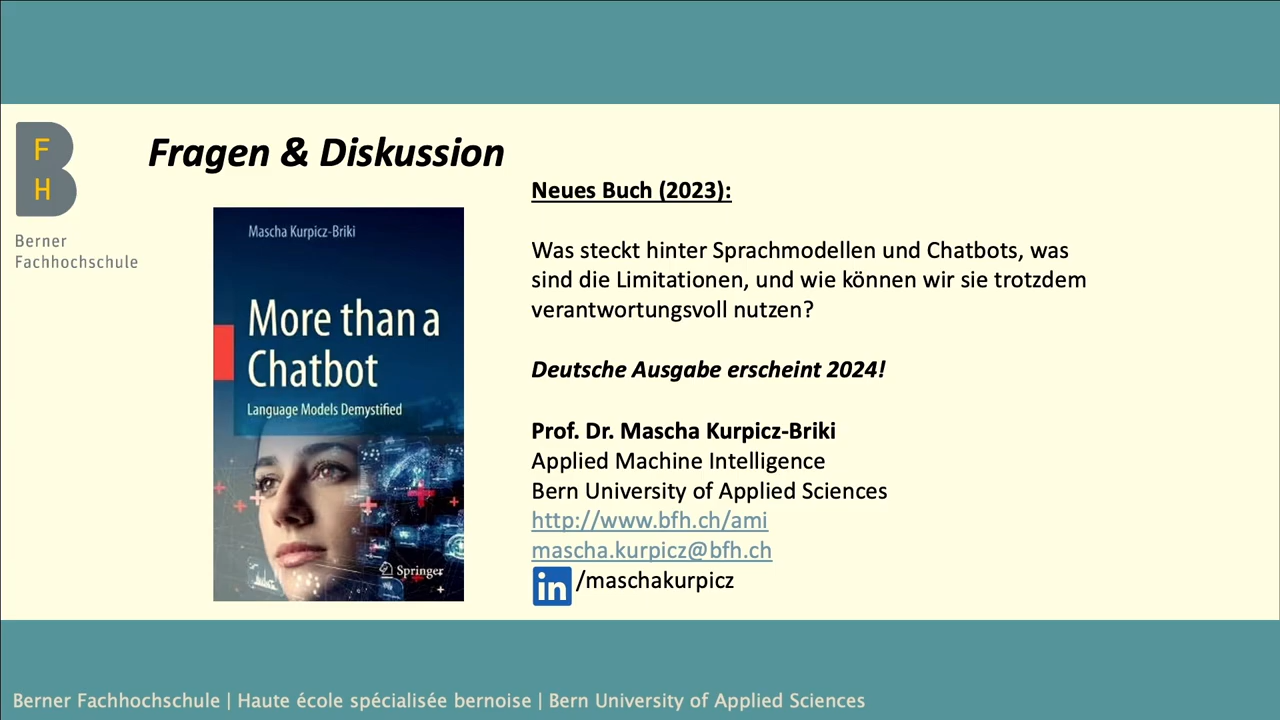 F
H
Berner
Fachhochschule
Fragen & Diskussion
Mascha Kurpicz-Briki
More than a
Chatbot
Language Models Demystified
Springer
Neues Buch (2023):
Was steckt hinter Sprachmodellen und Chatbots, was
sind die Limitationen, und wie können wir sie trotzdem
verantwortungsvoll nutzen?
Deutsche Ausgabe erscheint 2024!
Prof. Dr. Mascha Kurpicz-Briki
Applied Machine Intelligence
Bern University of Applied Sciences
http://www.bfh.ch/ami
mascha.kurpicz@bfh.ch
in /maschakurpicz
Berner Fachhochschule | Haute école spécialisée bernoise | Bern University of Applied Sciences